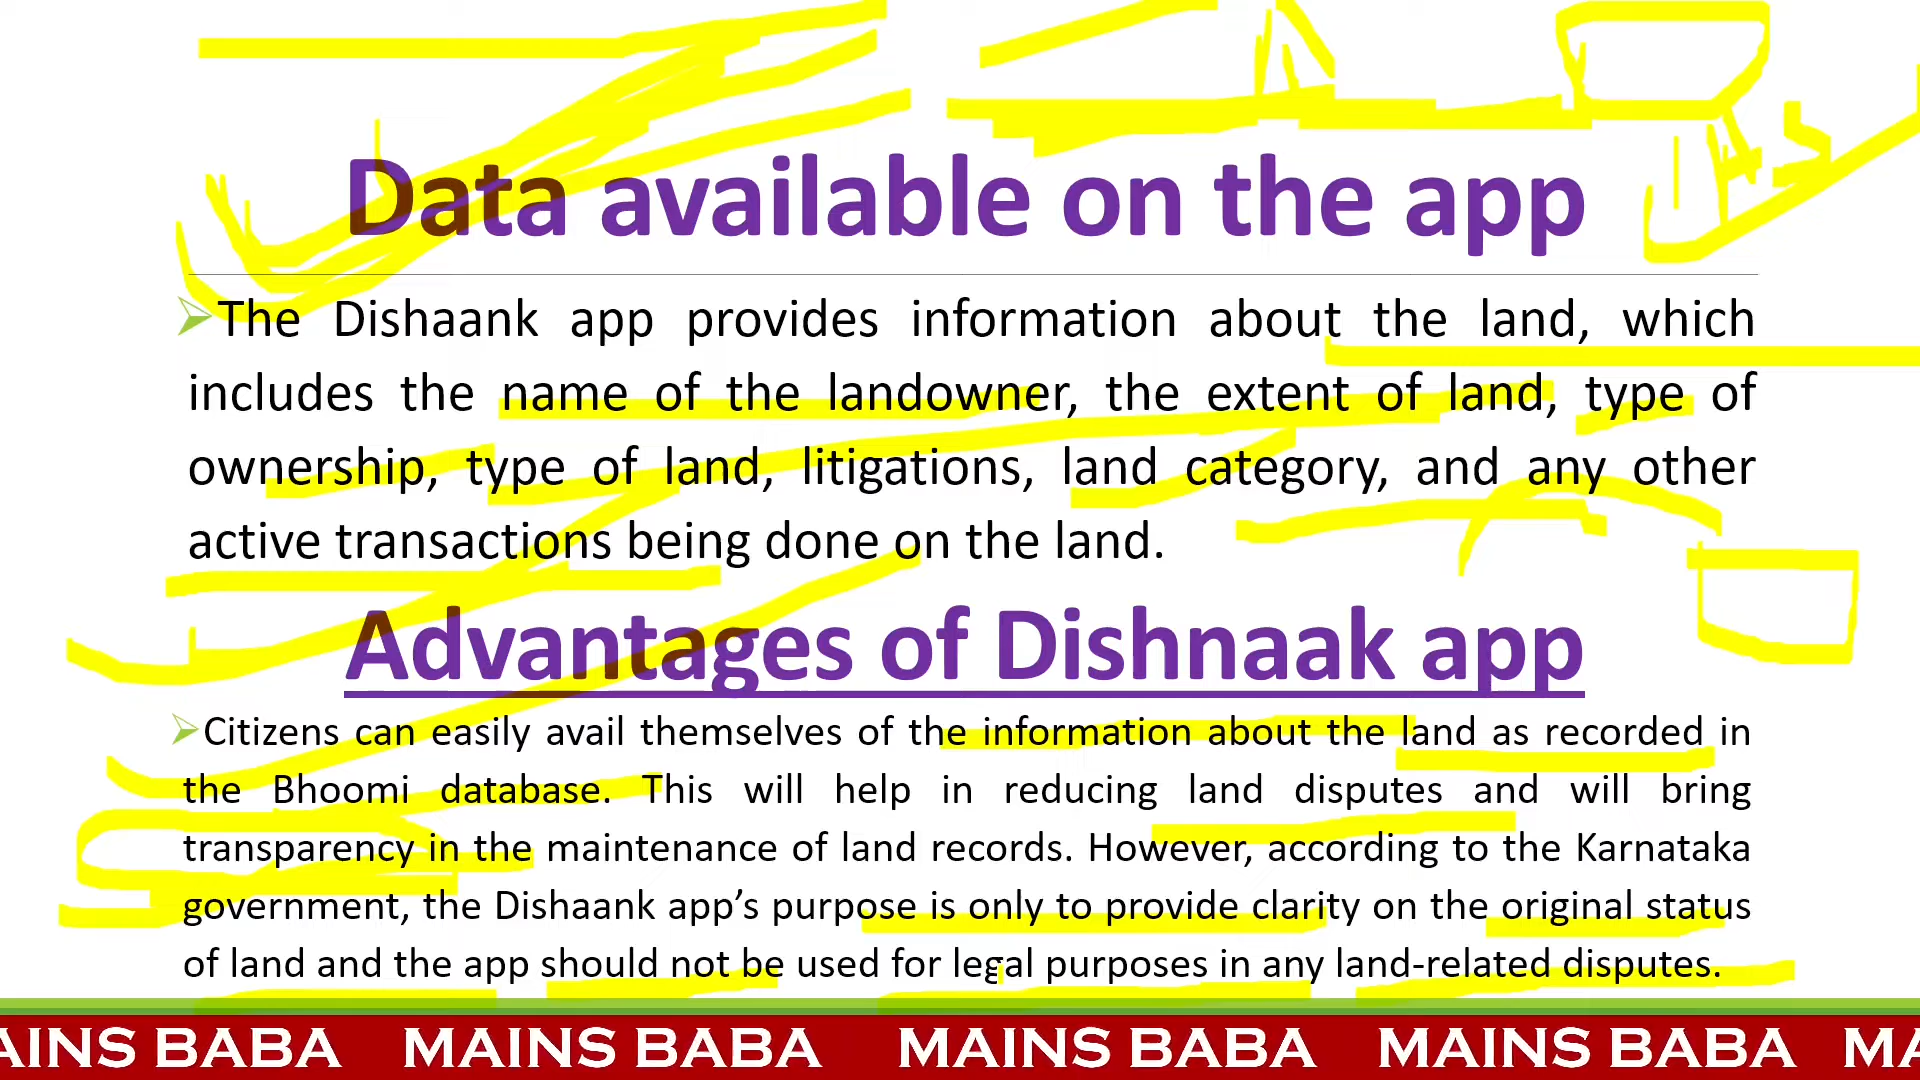 Data available on the app
The Dishaank app provides information about the land, which
includes the name of the landowner, the extent of land, type of
ownership, type of land, litigations, land category, and any other
active transactions being done on the land.
Advantages of Dishnaak app
Citizens can easily avail themselves of the information about the land as recorded in
the Bhoomi database. This will help in reducing land disputes and will bring
transparency in the maintenance of land records. However, according to the Karnataka
government, the Dishaank app’s purpose is only to provide clarity on the original status
of land and the app should not be used for legal purposes in any land-related disputes.
AINS BABA MAINS BABA MAINS BABA MAINS BABA MA